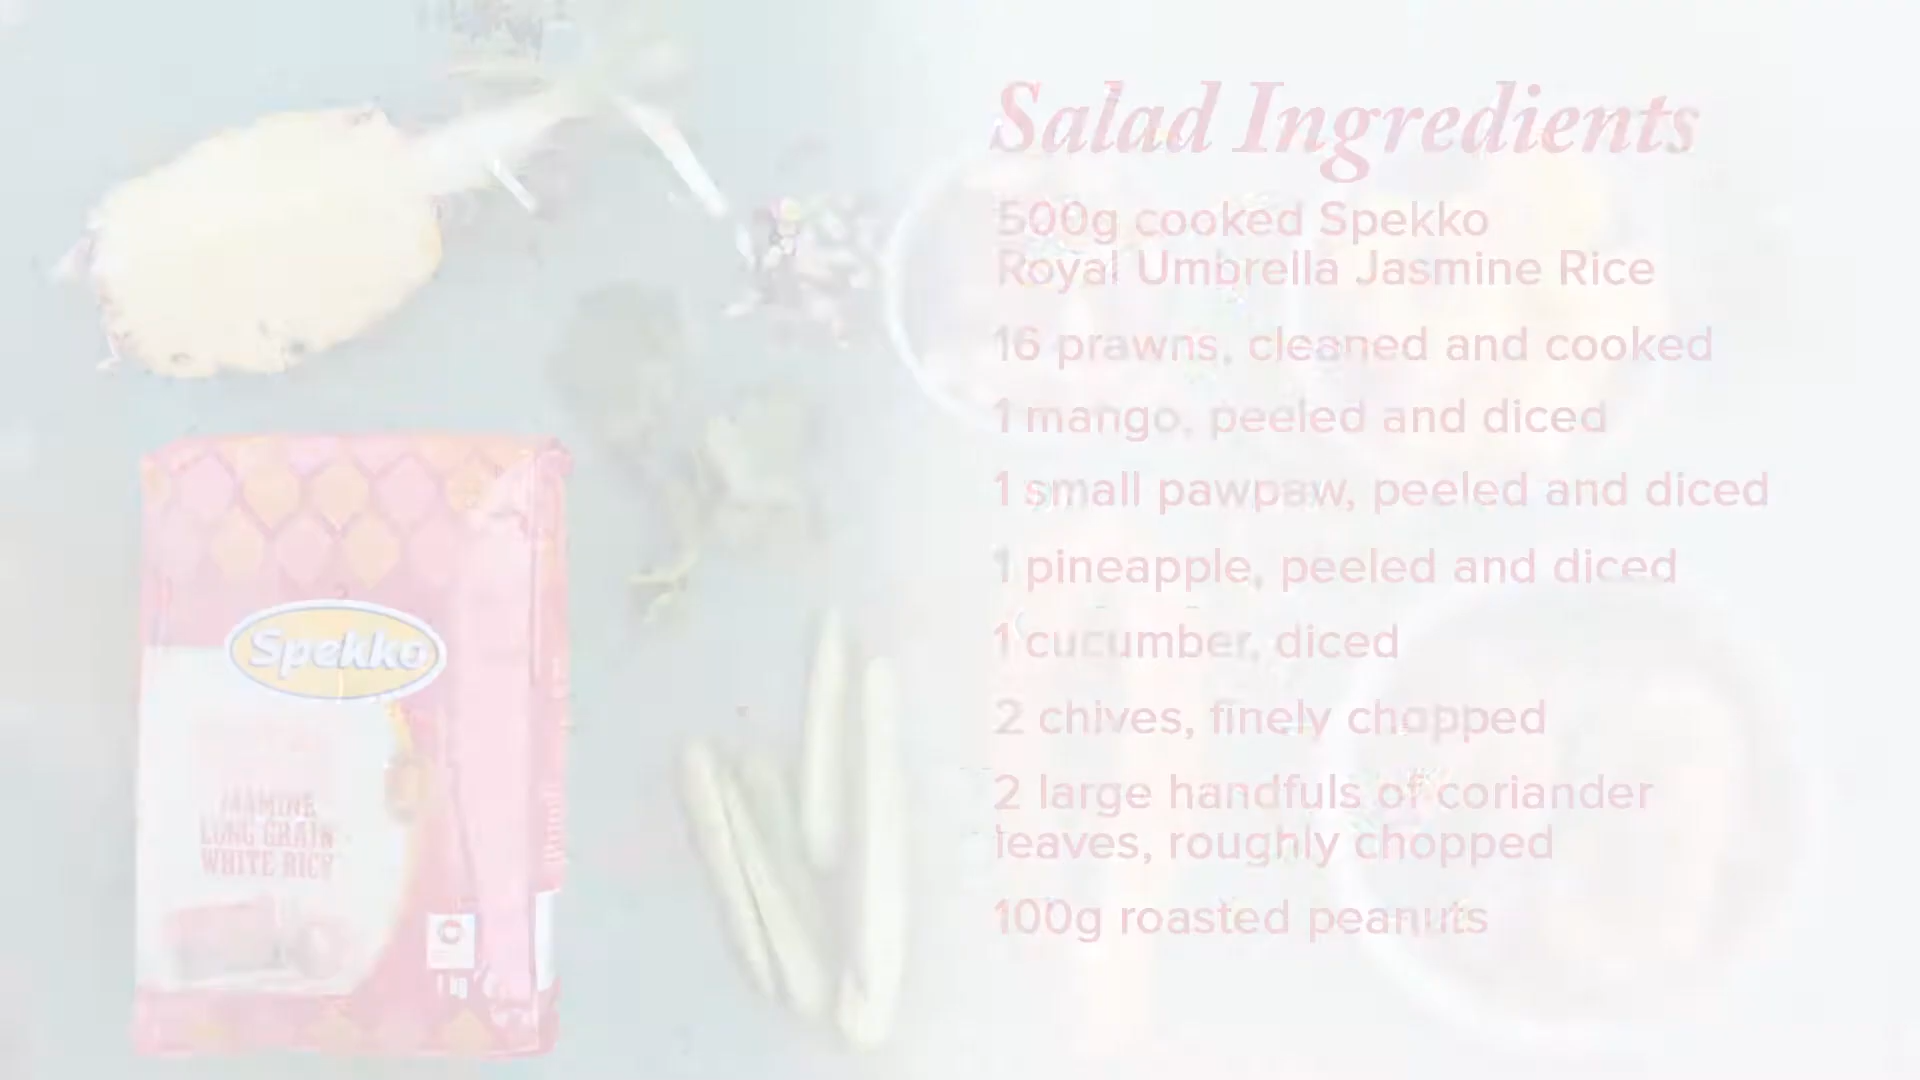 Salad Ingredients
500g cooked Spekko
Royal Umbrella Jasmine Rice
16 prawns, cleaned and cooked
1 mango, peeled and diced
1 small pawpaw, peeled and diced
1 pineapple, peeled and diced
1 cucumber, diced
2 chives, finely chopped
2 large handfuls of coriander
leaves, roughly chopped
100g roasted peanuts
Spekko
JASMINE
LONG GRAIN
WHITE RICE
1 kg